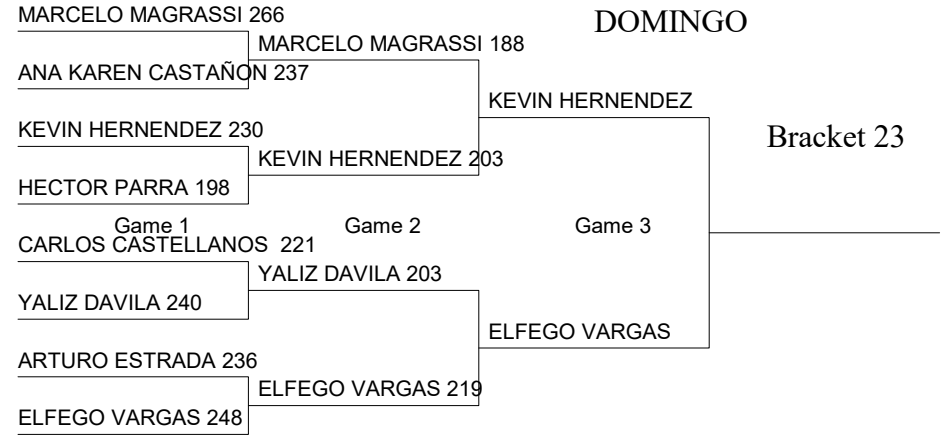 MARCELO MAGRASSI 266
DOMINGO
MARCELO MAGRASSI 188
ANA KAREN CASTAÑON 237
KEVIN HERNENDEZ
KEVIN HERNENDEZ 230
Bracket 23
KEVIN HERNENDEZ 203
HECTOR PARRA 198
Game 1
Game 2
Game 3
CARLOS CASTELLANOS 221
YALIZ DAVILA 203
YALIZ DAVILA 240
ELFEGO VARGAS
ARTURO ESTRADA 236
ELFEGO VARGAS 219
ELFEGO VARGAS 248